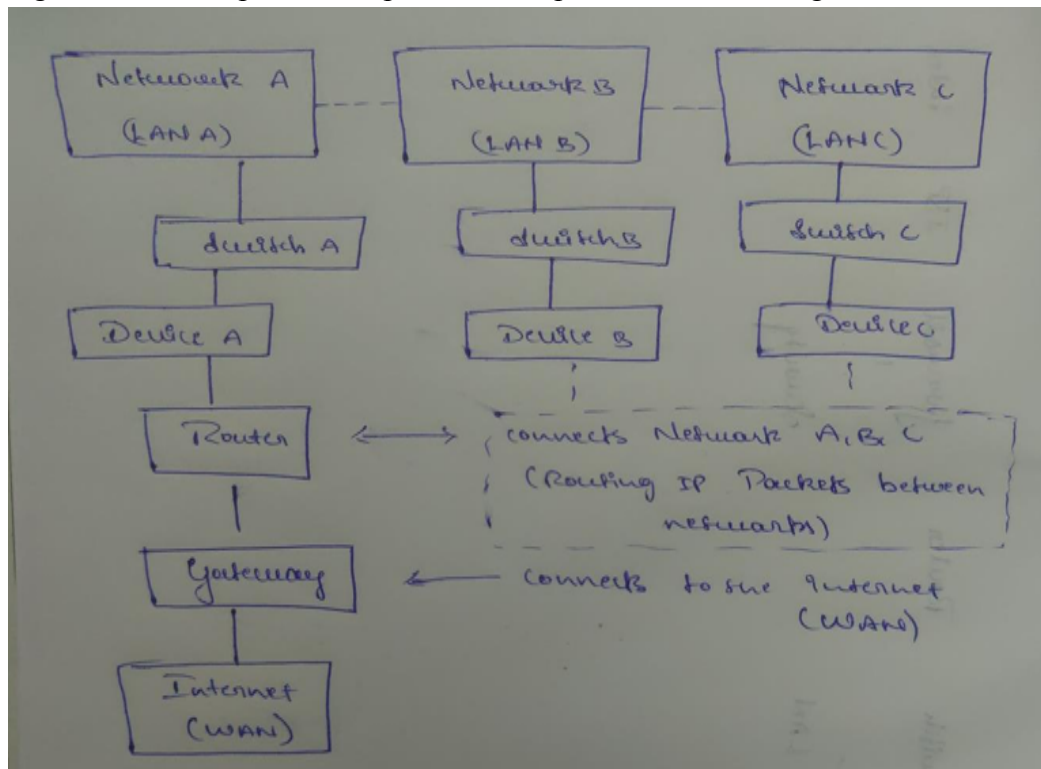 Network A
(LAN A)
Network B
(LAN B)
Network C
(LAN C)
Switch A
Switch B
Switch C
Device A
Device B
Device C
Router
connects Network A, B, C
(Routing IP Packets between
networks)
Gateway
connects to the Internet
(WAN)
Internet
(WAN)